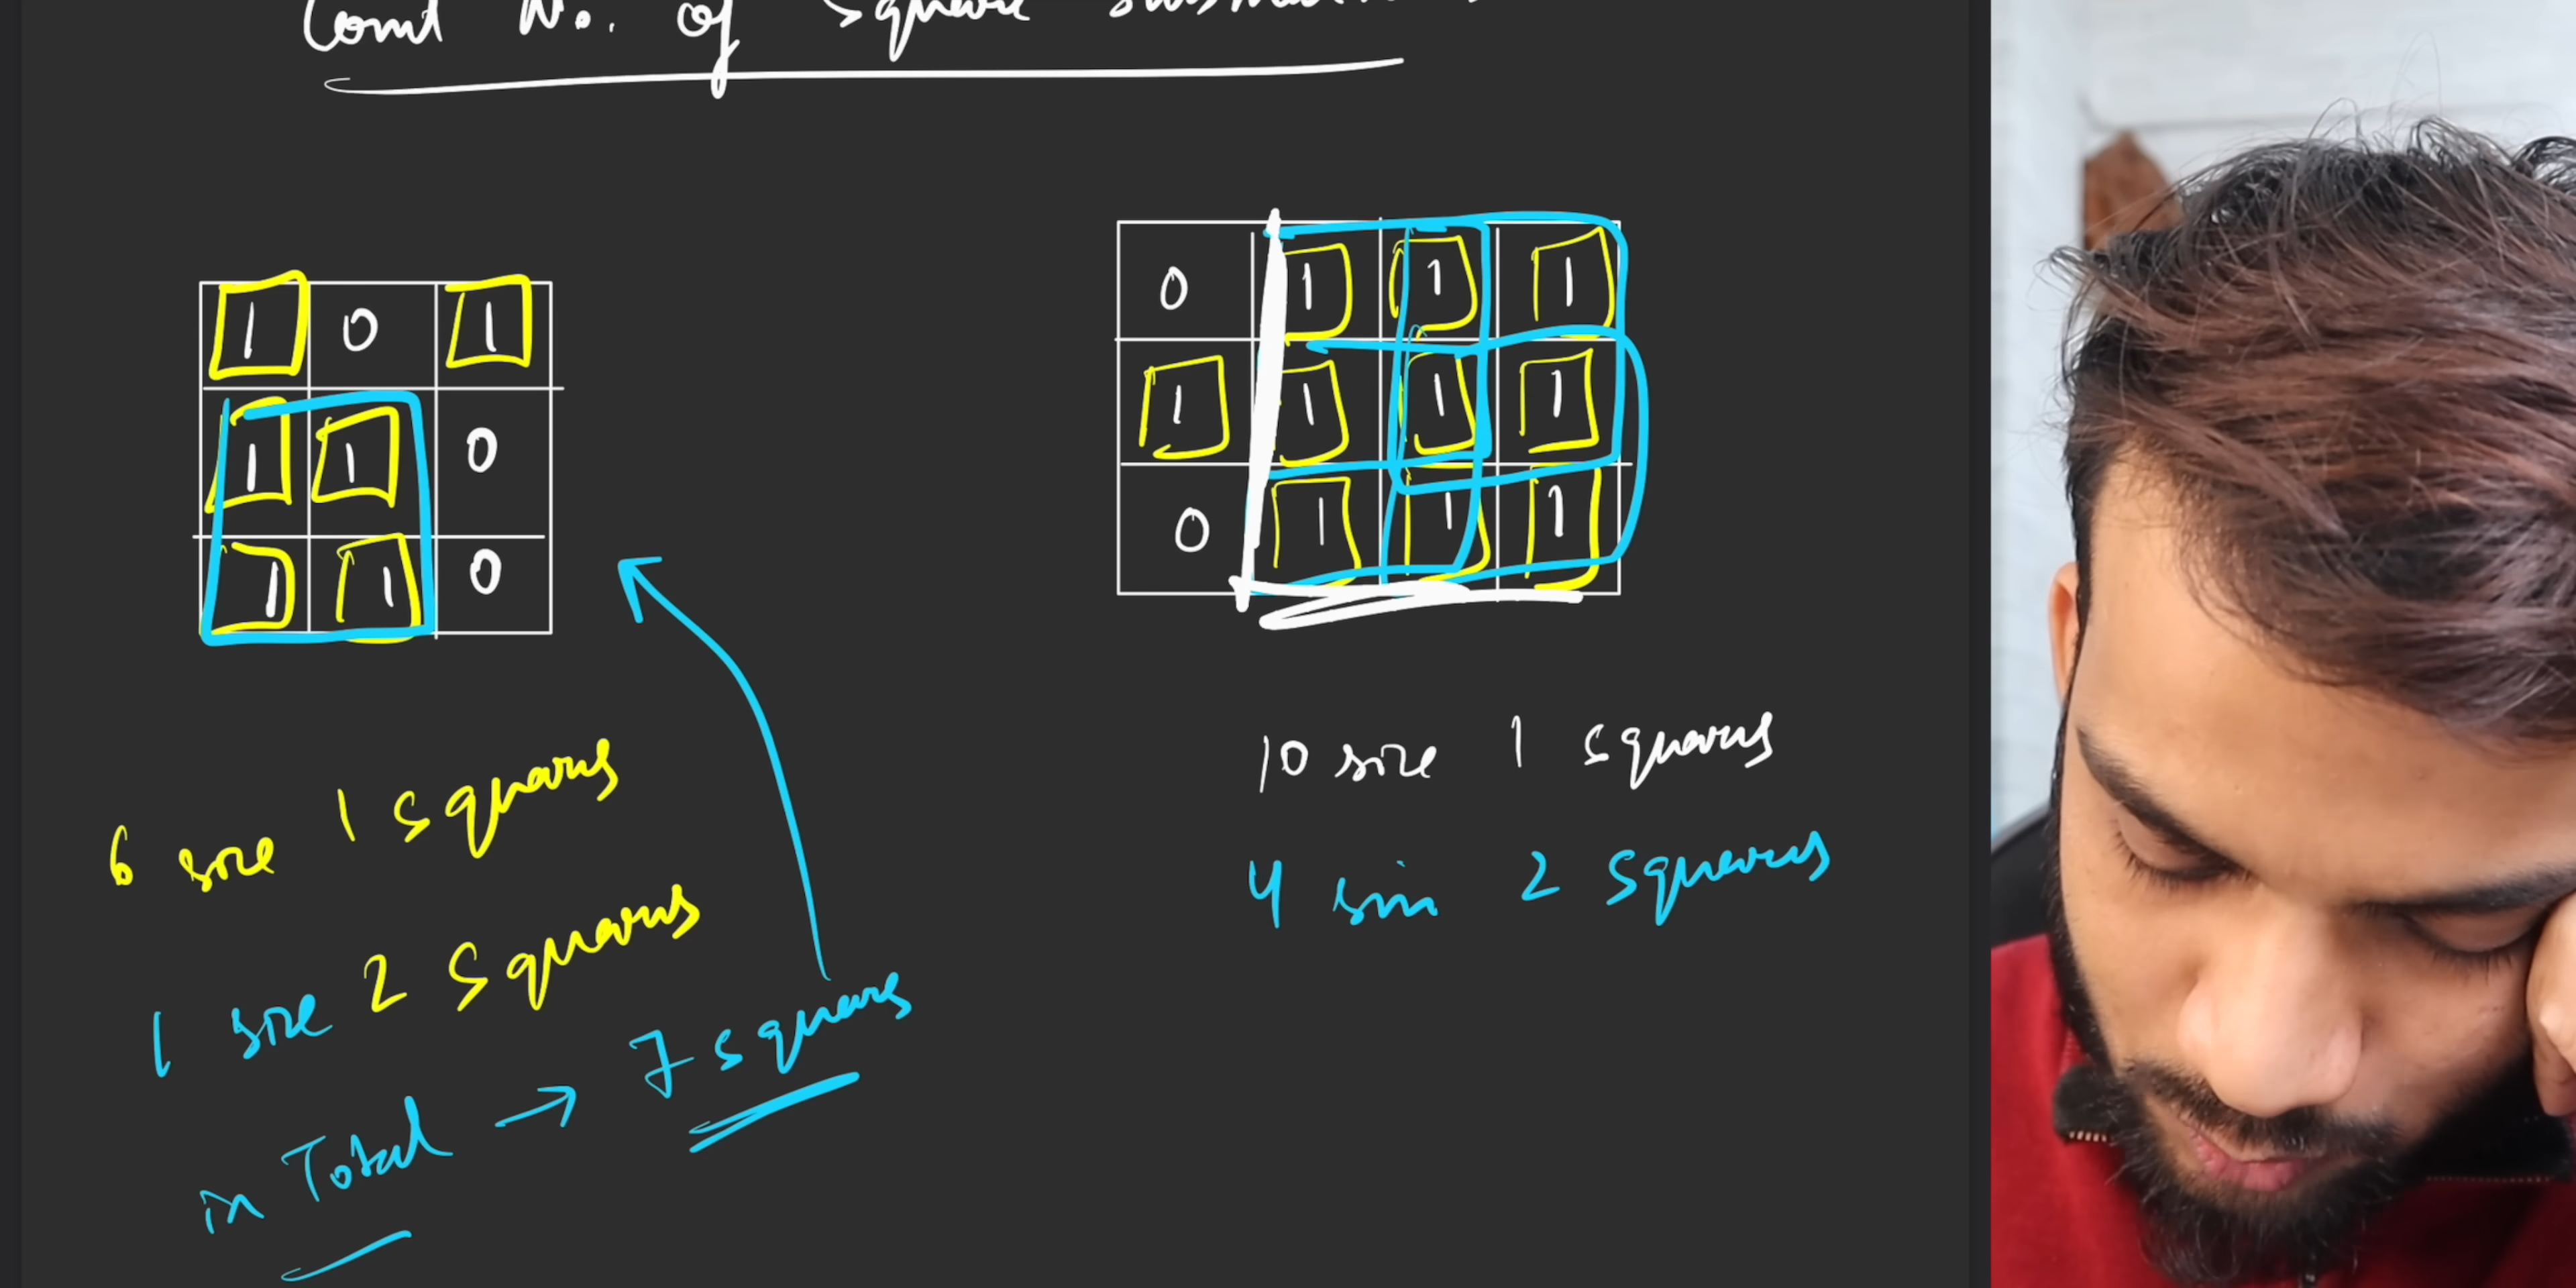 Count No. of Square
1 0 1
1 1 0
1 1 0
6 size 1 squares
1 size 2 squares
in Total → 7 squares
0 1 1 1
1 1 1 1
0 1 1 1
10 size 1 squares
4 size 2 squares